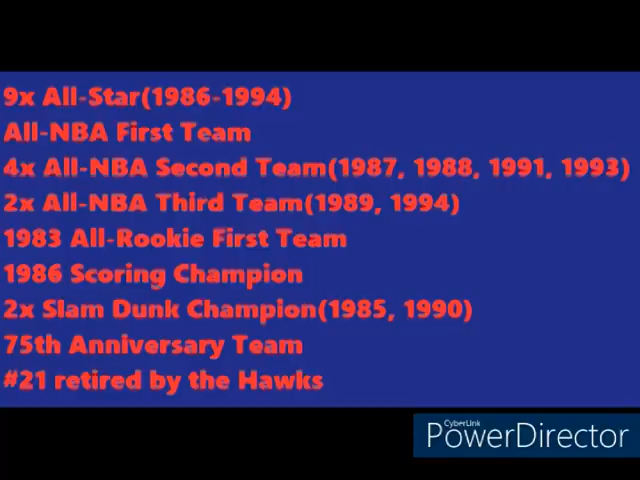 9x All-Star(1986-1994)
All-NBA First Team
4x All-NBA Second Team(1987, 1988, 1991, 1993)
2x All-NBA Third Team(1989, 1994)
1983 All-Rookie First Team
1986 Scoring Champion
2x Slam Dunk Champion(1985, 1990)
75th Anniversary Team
#21 retired by the Hawks
CyberLink
PowerDirector